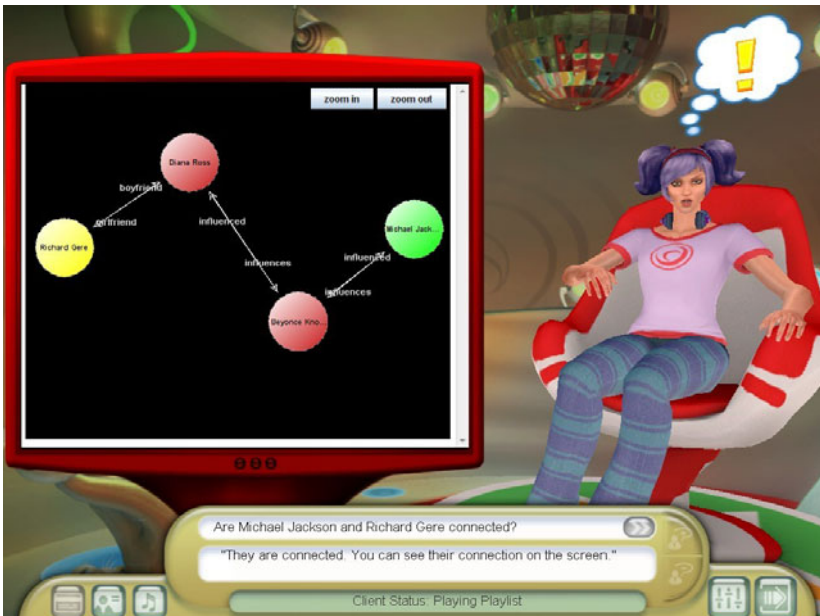 zoom in
zoom out
Diana Ross
boyfriend
girlfriend
Richard Gere
influenced
influences
Michael Jack...
influenced
influences
Beyonce Kno...
Are Michael Jackson and Richard Gere connected?
"They are connected. You can see their connection on the screen."
Client Status: Playing Playlist